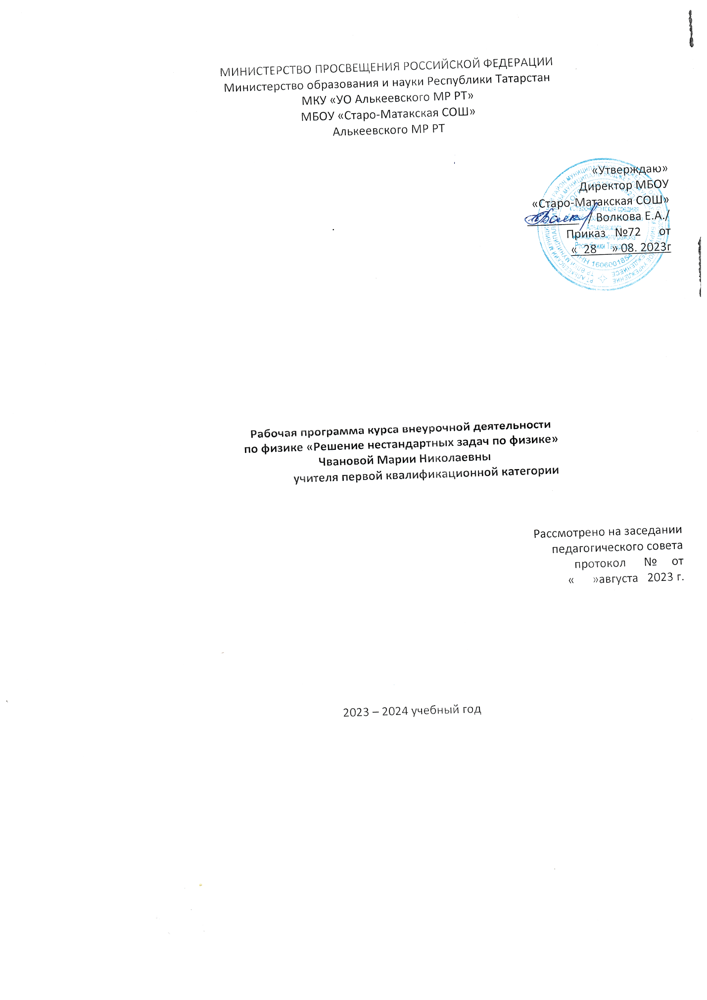 МИНИСТЕРСТВО ПРОСВЕЩЕНИЯ РОССИЙСКОЙ ФЕДЕРАЦИИ
Министерство образования и науки Республики Татарстан
МКУ «УО Алькеевского МР РТ»
МБОУ «Старо-Матакская СОШ»
Алькеевского МР РТ
«Утверждаю»
Директор МБОУ
«Старо-Матакская СОШ»
/ Волкова Е.А./
Приказ №72 от
« 28 » 08. 2023г
ИНН 1606001854
Рабочая программа курса внеурочной деятельности
по физике «Решение нестандартных задач по физике»
Чвановой Марии Николаевны
учителя первой квалификационной категории
Рассмотрено на заседании
педагогического совета
протокол № от
« »августа 2023 г.
2023 – 2024 учебный год